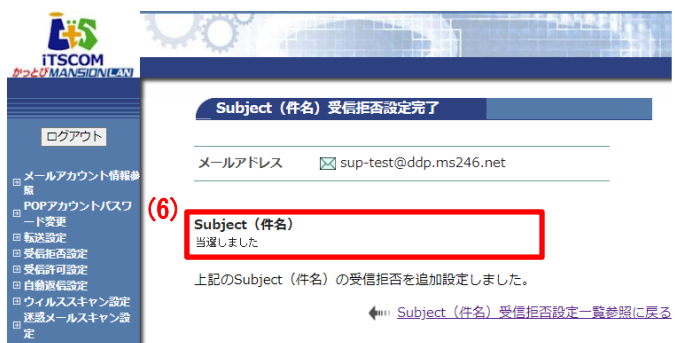 iTSCOM
かっとびMANSION LAN
ログアウト
メールアカウント情報参
照
POPアカウントパスワ
ード変更
転送設定
受信拒否設定
受信許可設定
自動返信設定
ウィルススキャン設定
迷惑メールスキャン設
定
Subject（件名）受信拒否設定完了
メールアドレス sup-test@ddp.ms246.net
(6)
Subject（件名）
当選しました
上記のSubject（件名）の受信拒否を追加設定しました。
Subject（件名）受信拒否設定一覧参照に戻る